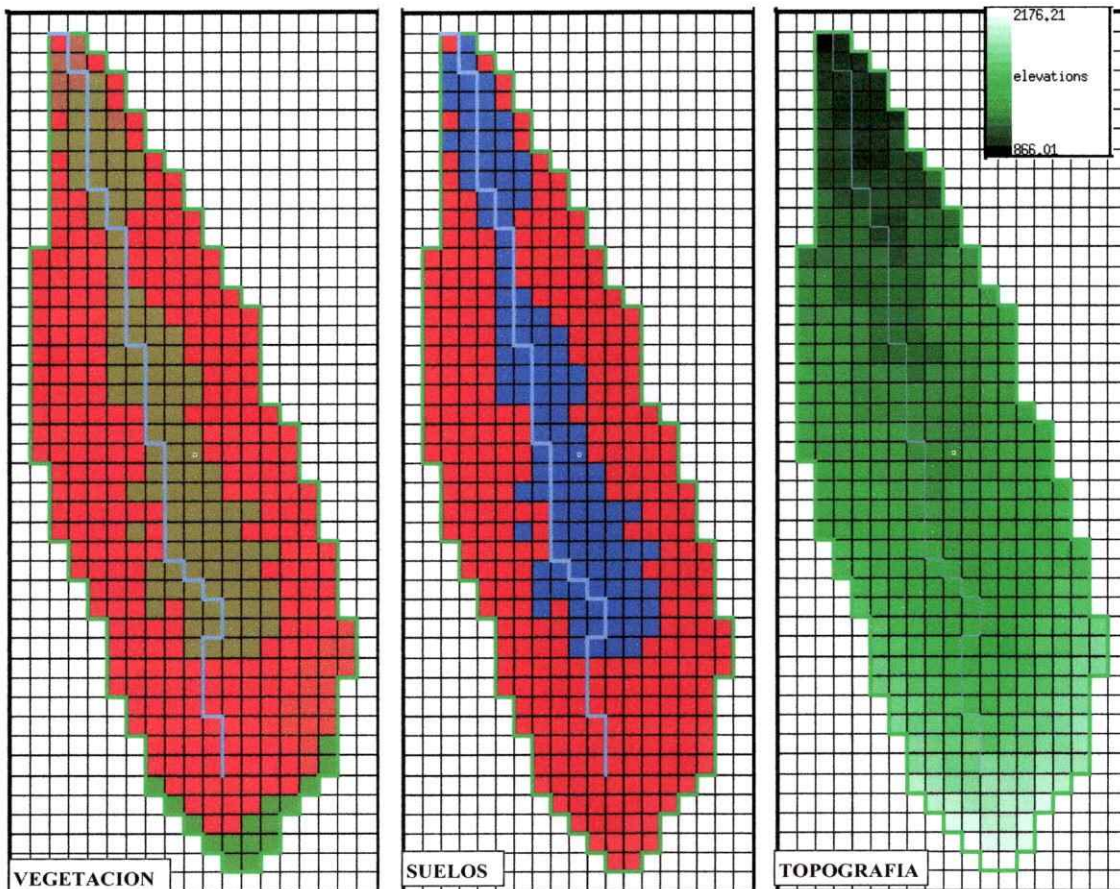 2176.21
elevations
866.01
VEGETACION
SUELOS
TOPOGRAFIA